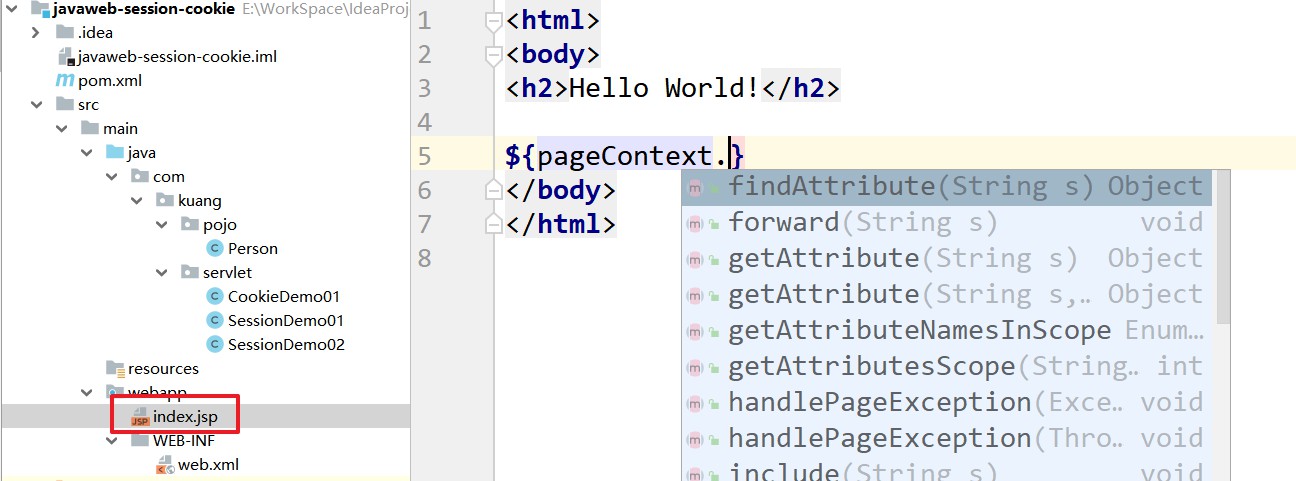 javaweb-session-cookie E:\WorkSpace\IdeaProj
.idea
javaweb-session-cookie.iml
pom.xml
src
main
java
com
kuang
pojo
Person
servlet
CookieDemo01
SessionDemo01
SessionDemo02
resources
webapp
index.jsp
WEB-INF
web.xml
1 <html>
2 <body>
3 <h2>Hello World!</h2>
4
5 ${pageContext.}
6 </body>
7 </html>
8
findAttribute(String s) Object
forward(String s) void
getAttribute(String s) Object
getAttribute(String s,… Object
getAttributeNamesInScope Enum…
getAttributesScope(String… int
handlePageException(Exce… void
handlePageException(Thro… void
include(String s) void